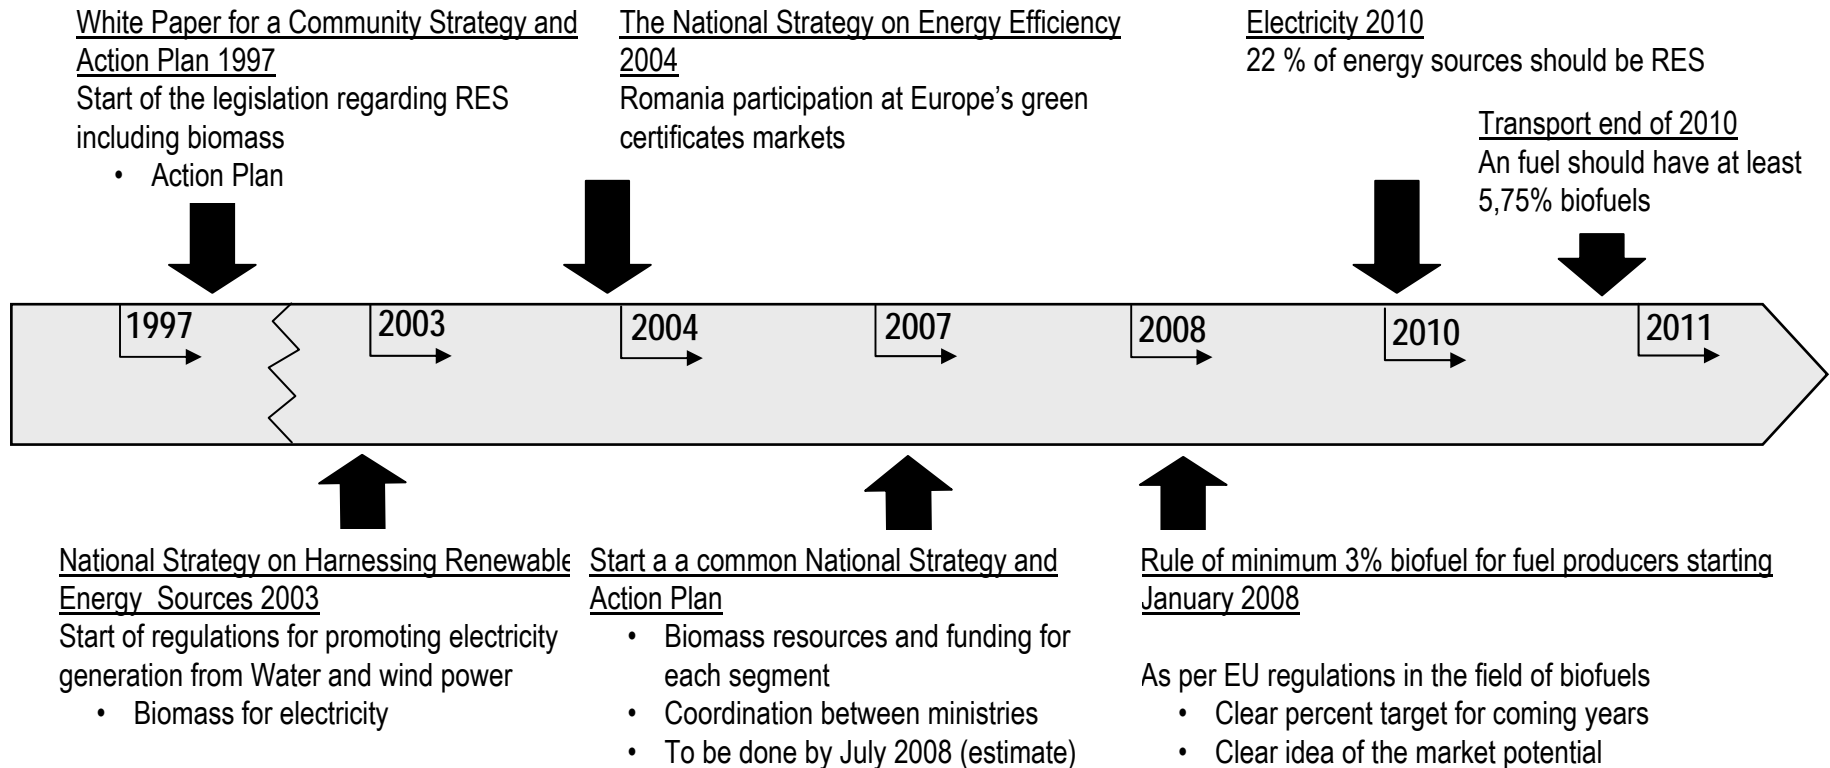 White Paper for a Community Strategy and
Action Plan 1997
Start of the legislation regarding RES
including biomass
• Action Plan
The National Strategy on Energy Efficiency
2004
Romania participation at Europe’s green
certificates markets
Electricity 2010
22 % of energy sources should be RES
Transport end of 2010
An fuel should have at least
5,75% biofuels
1997
2003
2004
2007
2008
2010
2011
National Strategy on Harnessing Renewable
Energy Sources 2003
Start of regulations for promoting electricity
generation from Water and wind power
• Biomass for electricity
Start a a common National Strategy and
Action Plan
• Biomass resources and funding for
each segment
• Coordination between ministries
• To be done by July 2008 (estimate)
Rule of minimum 3% biofuel for fuel producers starting
January 2008
As per EU regulations in the field of biofuels
• Clear percent target for coming years
• Clear idea of the market potential